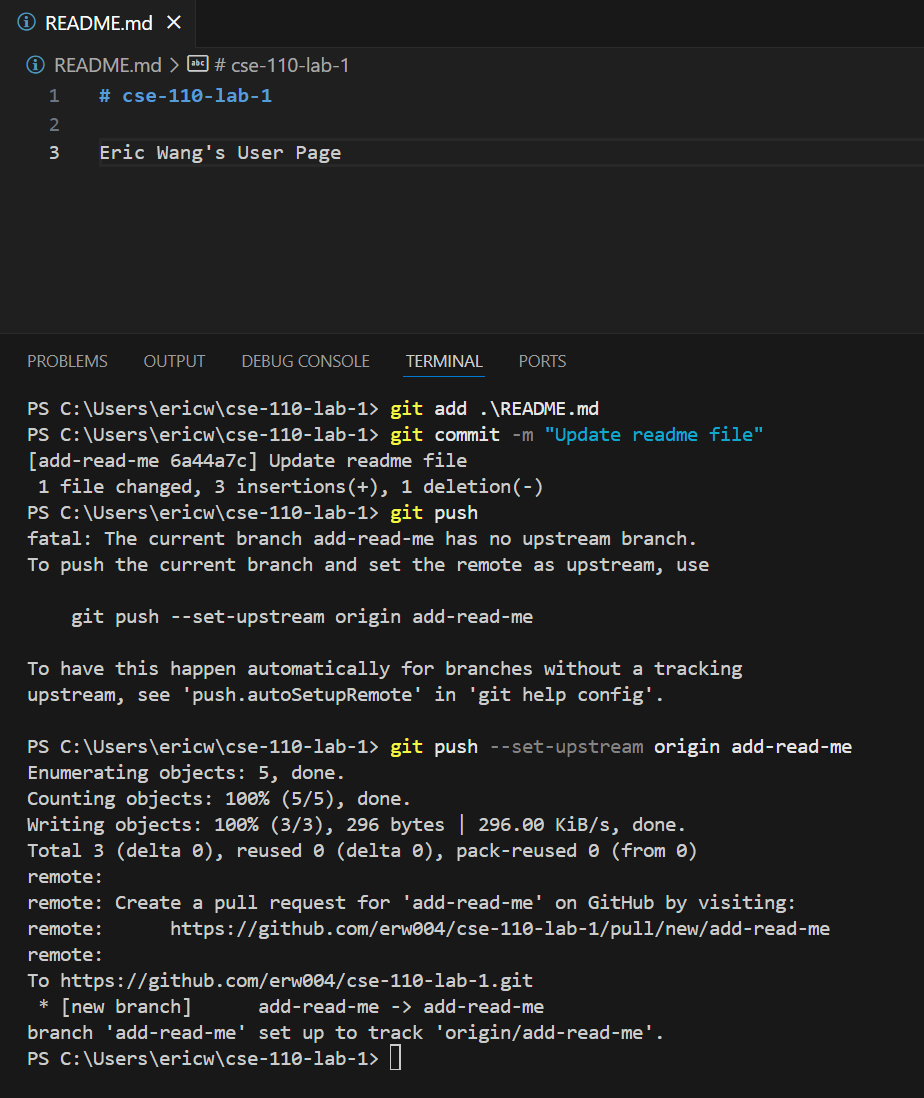 README.md
README.md > # cse-110-lab-1
1 # cse-110-lab-1
2
3 Eric Wang's User Page
PROBLEMS OUTPUT DEBUG CONSOLE TERMINAL PORTS
PS C:\Users\ericw\cse-110-lab-1> git add .\README.md
PS C:\Users\ericw\cse-110-lab-1> git commit -m "Update readme file"
[add-read-me 6a44a7c] Update readme file
 1 file changed, 3 insertions(+), 1 deletion(-)
PS C:\Users\ericw\cse-110-lab-1> git push
fatal: The current branch add-read-me has no upstream branch.
To push the current branch and set the remote as upstream, use
    git push --set-upstream origin add-read-me
To have this happen automatically for branches without a tracking
upstream, see 'push.autoSetupRemote' in 'git help config'.
PS C:\Users\ericw\cse-110-lab-1> git push --set-upstream origin add-read-me
Enumerating objects: 5, done.
Counting objects: 100% (5/5), done.
Writing objects: 100% (3/3), 296 bytes | 296.00 KiB/s, done.
Total 3 (delta 0), reused 0 (delta 0), pack-reused 0 (from 0)
remote:
remote: Create a pull request for 'add-read-me' on GitHub by visiting:
remote:      https://github.com/erw004/cse-110-lab-1/pull/new/add-read-me
remote:
To https://github.com/erw004/cse-110-lab-1.git
 * [new branch]      add-read-me -> add-read-me
branch 'add-read-me' set up to track 'origin/add-read-me'.
PS C:\Users\ericw\cse-110-lab-1>